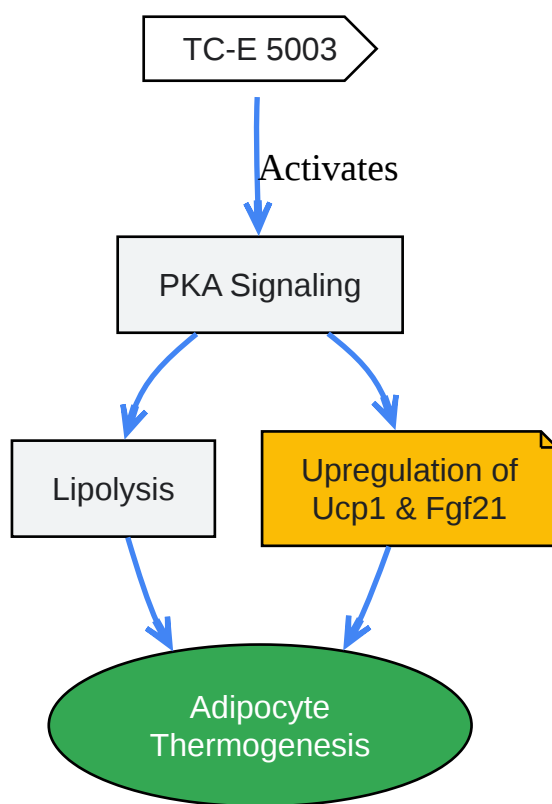 TC-E 5003
Activates
PKA Signaling
Lipolysis
Upregulation of
Ucp1 & Fgf21
Adipocyte
Thermogenesis